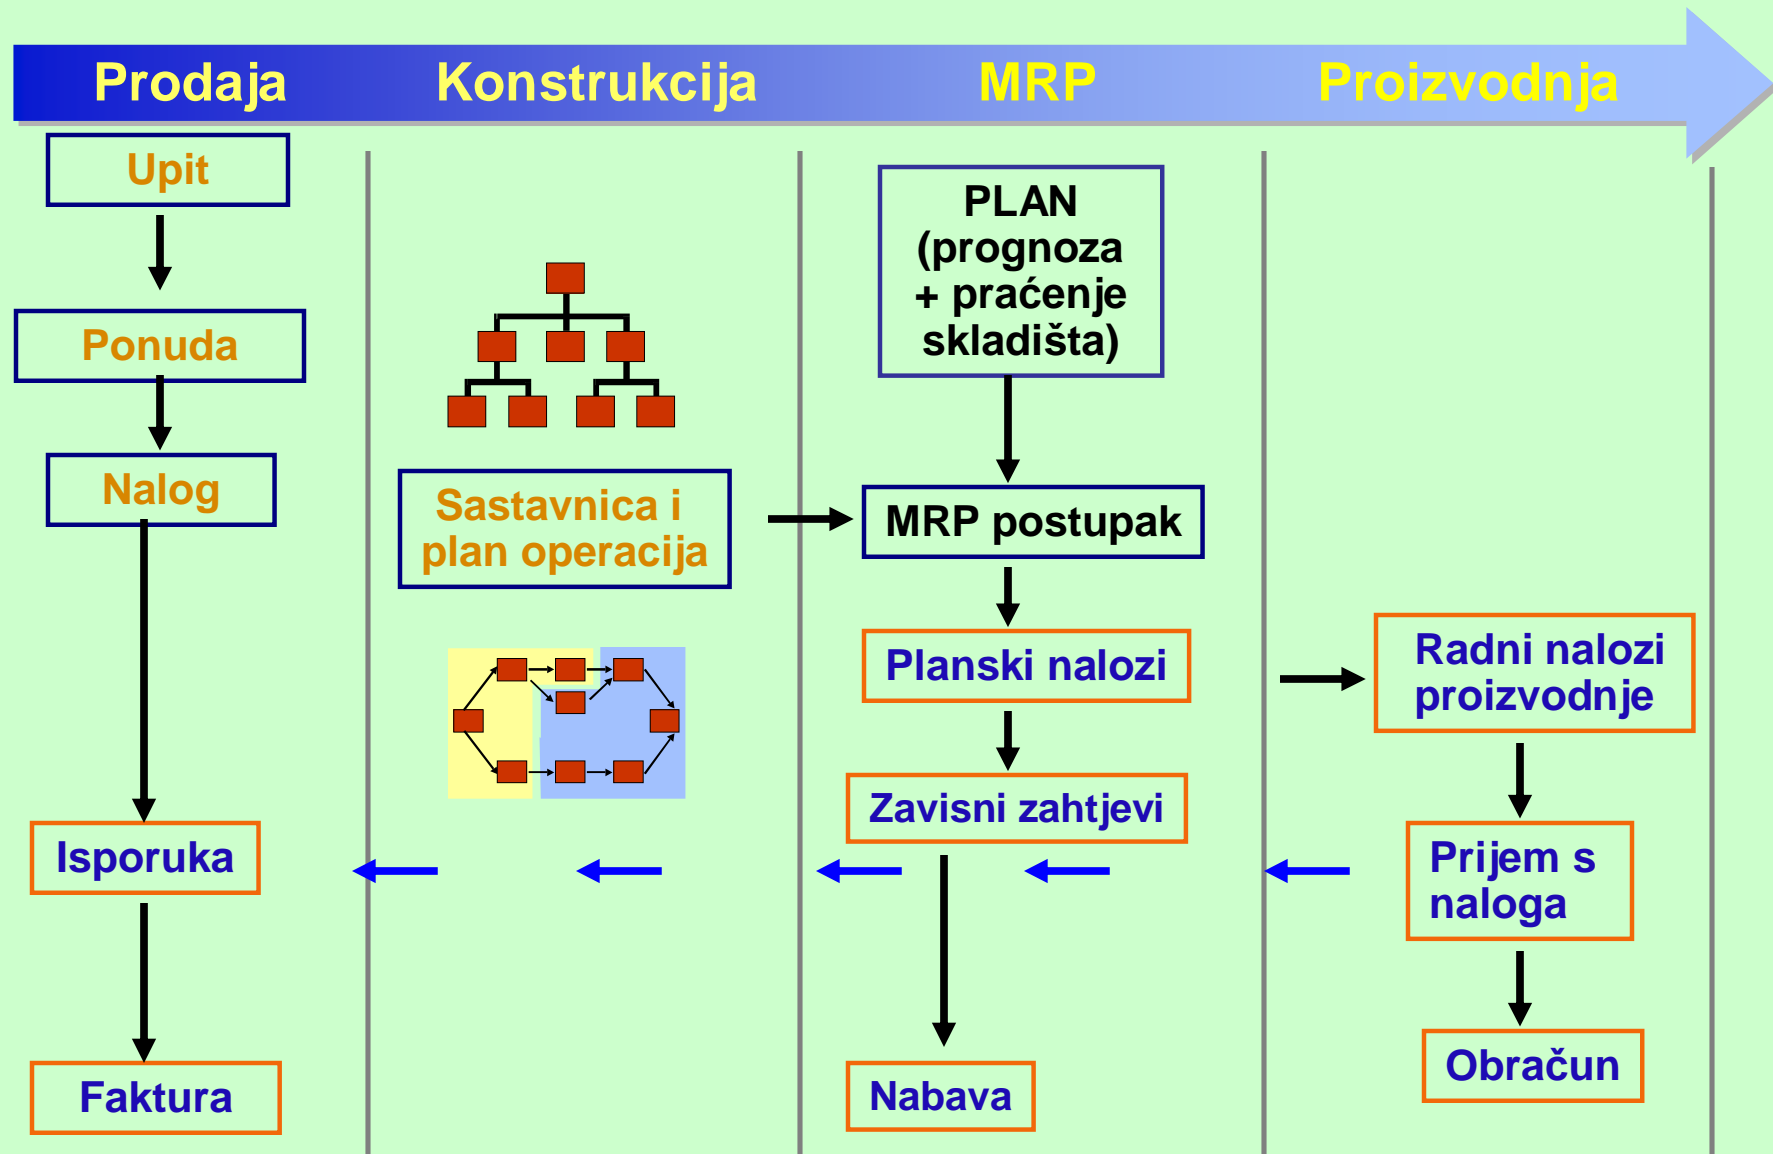 Prodaja
Konstrukcija
MRP
Proizvodnja
Upit
Ponuda
Nalog
Isporuka
Faktura
Sastavnica i
plan operacija
PLAN
(prognoza
+ praćenje
skladišta)
MRP postupak
Planski nalozi
Zavisni zahtjevi
Nabava
Radni nalozi
proizvodnje
Prijem s
naloga
Obračun